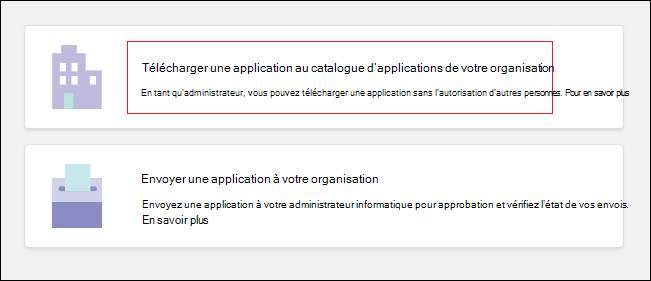 Télécharger une application au catalogue d'applications de votre organisation
En tant qu'administrateur, vous pouvez télécharger une application sans l'autorisation d'autres personnes. Pour en savoir plus
Envoyer une application à votre organisation
Envoyez une application à votre administrateur informatique pour approbation et vérifiez l'état de vos envois.
En savoir plus